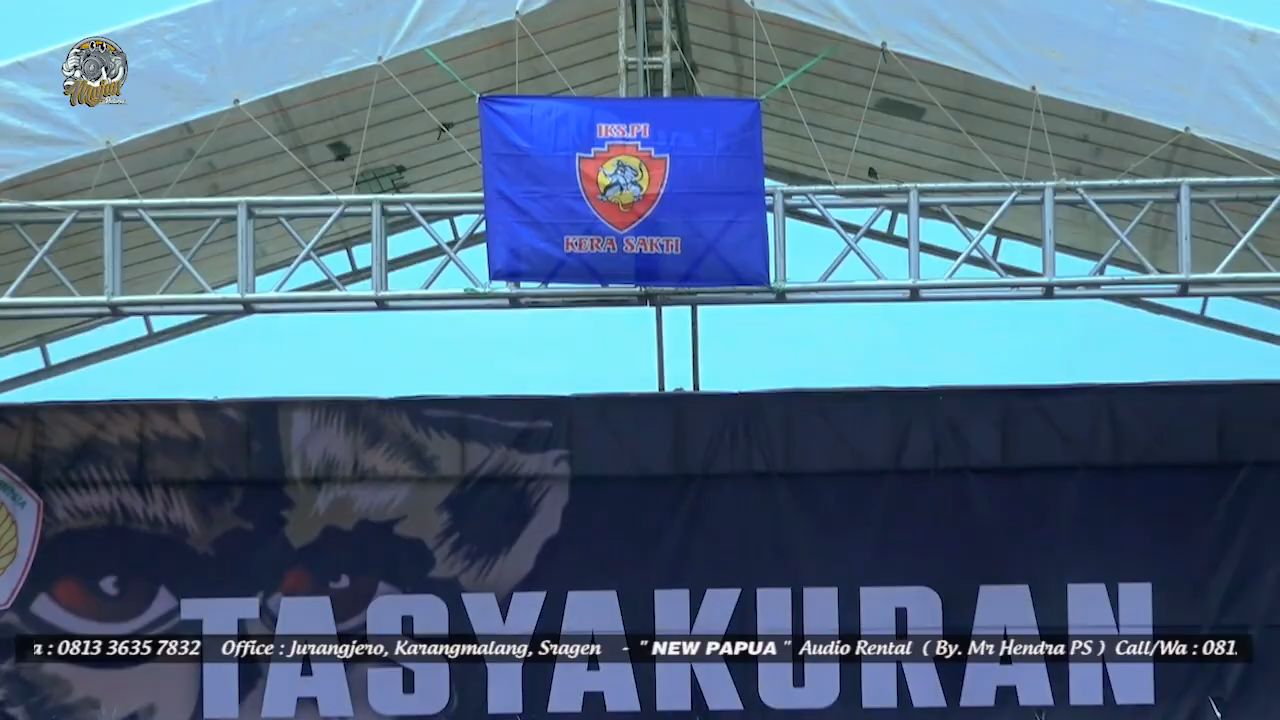 IKS.PI
KERA SAKTI
TASYAKURAN
: 0813 3635 7832 Office : Jurangjero, Karangmalang, Sragen - " NEW PAPUA " Audio Rental ( By. Mr Hendra PS ) Call/Wa : 081